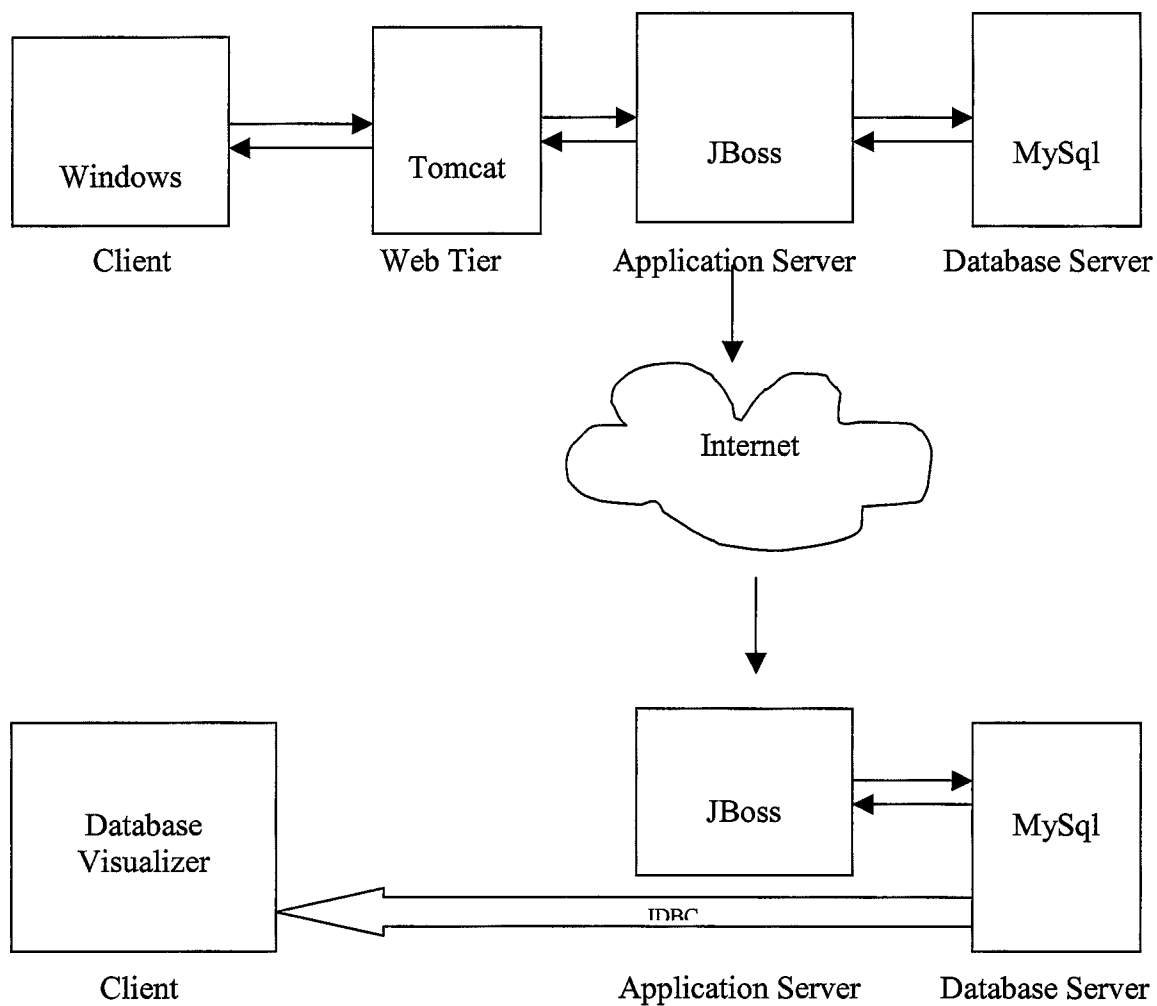 Windows
Tomcat
JBoss
MySql
Client
Web Tier
Application Server
Database Server
Internet
Database
Visualizer
JBoss
MySql
JDBC
Client
Application Server
Database Server